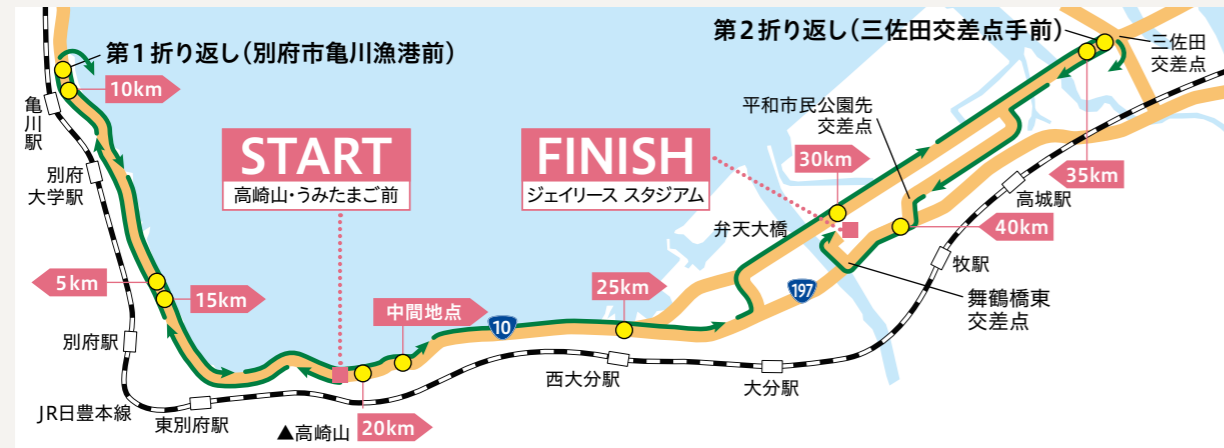 第1折り返し(別府市亀川漁港前)
10km
亀川駅
別府
大学駅
START
高崎山・うみたまご前
FINISH
ジェイリース スタジアム
第2折り返し(三佐田交差点手前)
三佐田
交差点
平和市民公園先
交差点
30km
35km
高城駅
弁天大橋
40km
牧駅
舞鶴橋東
交差点
197
25km
中間地点
10
5km
15km
別府駅
西大分駅
大分駅
JR日豊本線
東別府駅
▲高崎山
20km